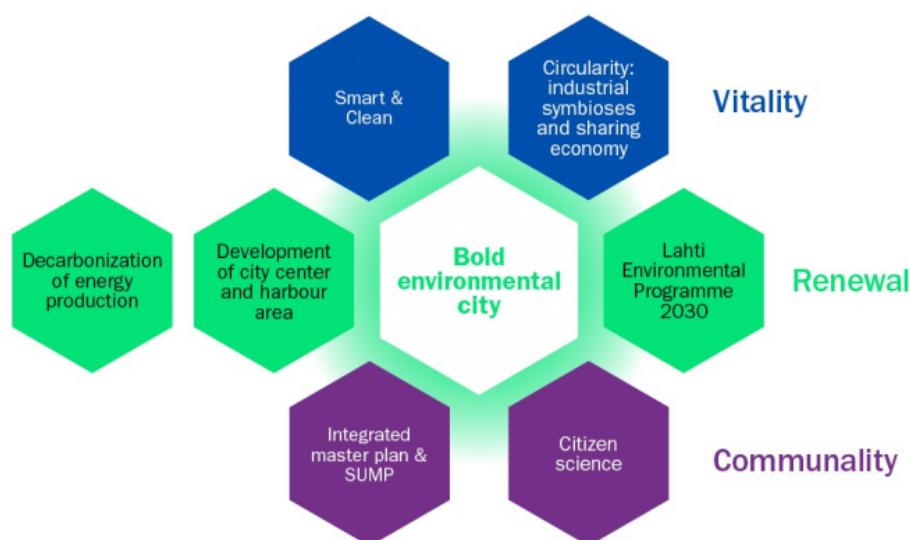 Smart &
Clean
Circularity:
industrial
symbioses
and sharing
economy
Vitality
Decarbonization
of energy
production
Development
of city center
and harbour
area
Bold
environmental
city
Lahti
Environmental
Programme
2030
Renewal
Integrated
master plan &
SUMP
Citizen
science
Communality